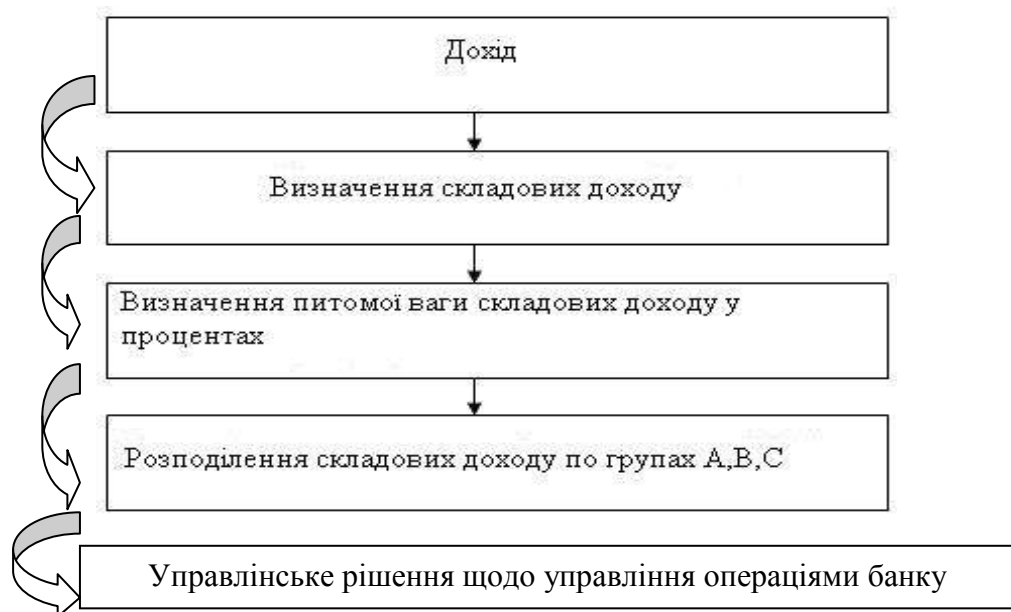 Дохід
Визначення складових доходу
Визначення питомої ваги складових доходу у
процентах
Розподілення складових доходу по групах А,В,С
Управлінське рішення щодо управління операціями банку